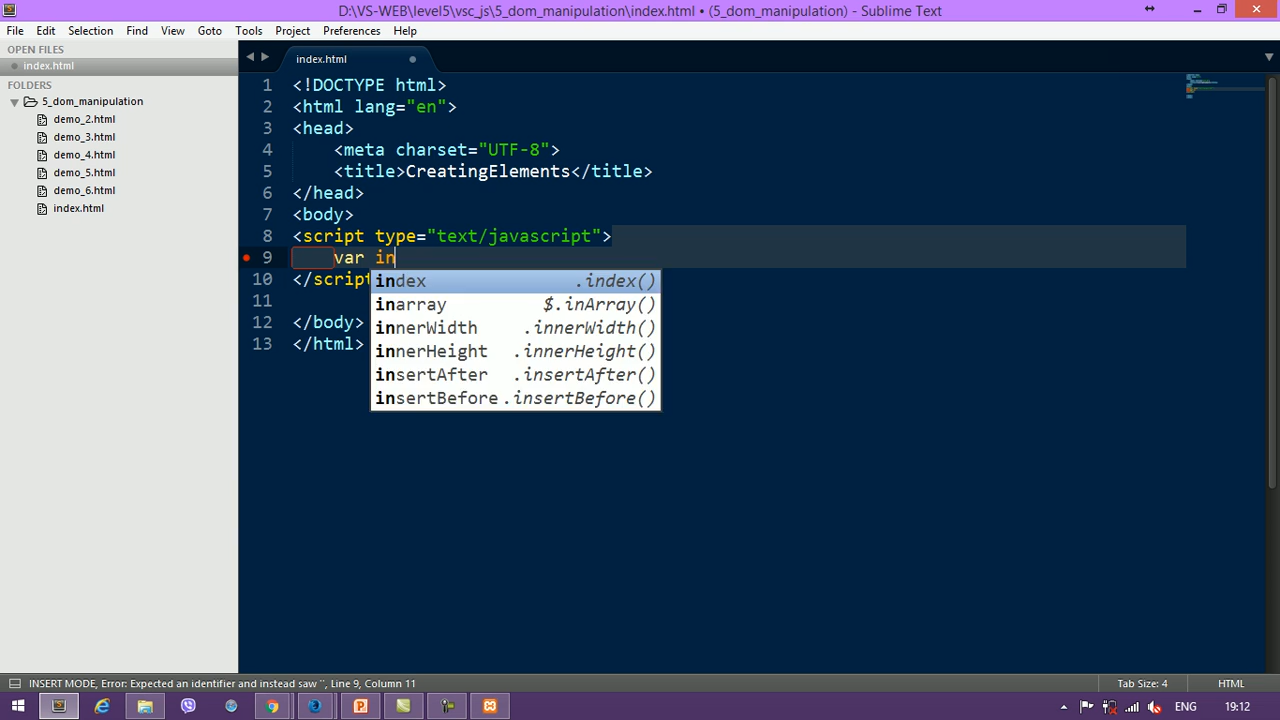 D:\VS-WEB\level5\vsc_js\5_dom_manipulation\index.html • (5_dom_manipulation) - Sublime Text
File Edit Selection Find View Goto Tools Project Preferences Help
OPEN FILES
index.html
FOLDERS
5_dom_manipulation
demo_2.html
demo_3.html
demo_4.html
demo_5.html
demo_6.html
index.html
index.html
1 <!DOCTYPE html>
2 <html lang="en">
3 <head>
4 <meta charset="UTF-8">
5 <title>CreatingElements</title>
6 </head>
7 <body>
8 <script type="text/javascript">
9 var in
10 </script
11
12 </body>
13 </html>
index .index()
inarray $.inArray()
innerWidth .innerWidth()
innerHeight .innerHeight()
insertAfter .insertAfter()
insertBefore .insertBefore()
INSERT MODE, Error: Expected an identifier and instead saw '', Line 9, Column 11 Tab Size: 4 HTML
ENG 19:12